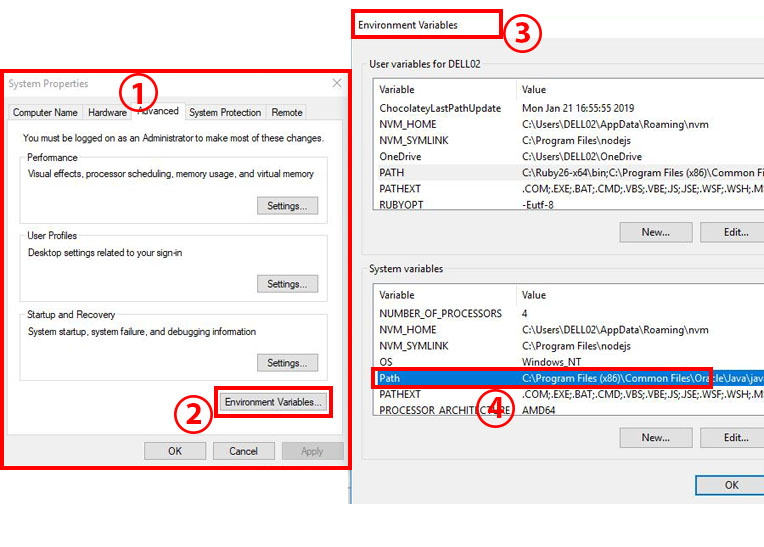 System Properties
1
Computer Name Hardware Advanced System Protection Remote
You must be logged on as an Administrator to make most of these changes.
Performance
Visual effects, processor scheduling, memory usage, and virtual memory
Settings...
User Profiles
Desktop settings related to your sign-in
Settings...
Startup and Recovery
System startup, system failure, and debugging information
Settings...
2
Environment Variables...
OK Cancel Apply
Environment Variables
3
User variables for DELL02
Variable Value
ChocolateyLastPathUpdate Mon Jan 21 16:55:55 2019
NVM_HOME C:\Users\DELL02\AppData\Roaming\nvm
NVM_SYMLINK C:\Program Files\nodejs
OneDrive C:\Users\DELL02\OneDrive
PATH C:\Ruby26-x64\bin;C:\Program Files (x86)\Common Fi
PATHEXT .COM;.EXE;.BAT;.CMD;.VBS;.VBE;.JS;.JSE;.WSF;.WSH;.M
RUBYOPT -Eutf-8
New... Edit...
System variables
Variable Value
NUMBER_OF_PROCESSORS 4
NVM_HOME C:\Users\DELL02\AppData\Roaming\nvm
NVM_SYMLINK C:\Program Files\nodejs
OS Windows_NT
Path C:\Program Files (x86)\Common Files\Oracle\Java\java
4
PATHEXT .COM;.EXE;.BAT;.CMD;.VBS;.VBE;.JS;.JSE;.WSF;.WSH;.M
PROCESSOR_ARCHITECTURE AMD64
New... Edit...
OK